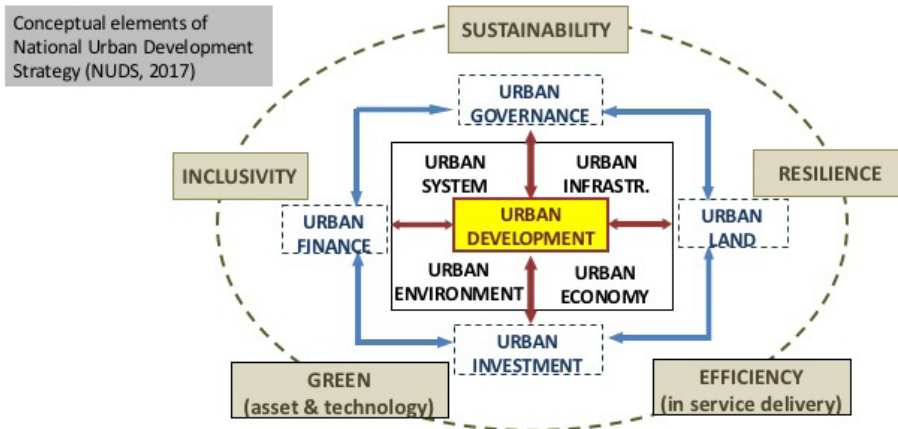 Conceptual elements of
National Urban Development
Strategy (NUDS, 2017)
SUSTAINABILITY
URBAN
GOVERNANCE
INCLUSIVITY
URBAN
SYSTEM
URBAN
INFRASTR.
RESILIENCE
URBAN
FINANCE
URBAN
DEVELOPMENT
URBAN
LAND
URBAN
ENVIRONMENT
URBAN
ECONOMY
URBAN
INVESTMENT
GREEN
(asset & technology)
EFFICIENCY
(in service delivery)